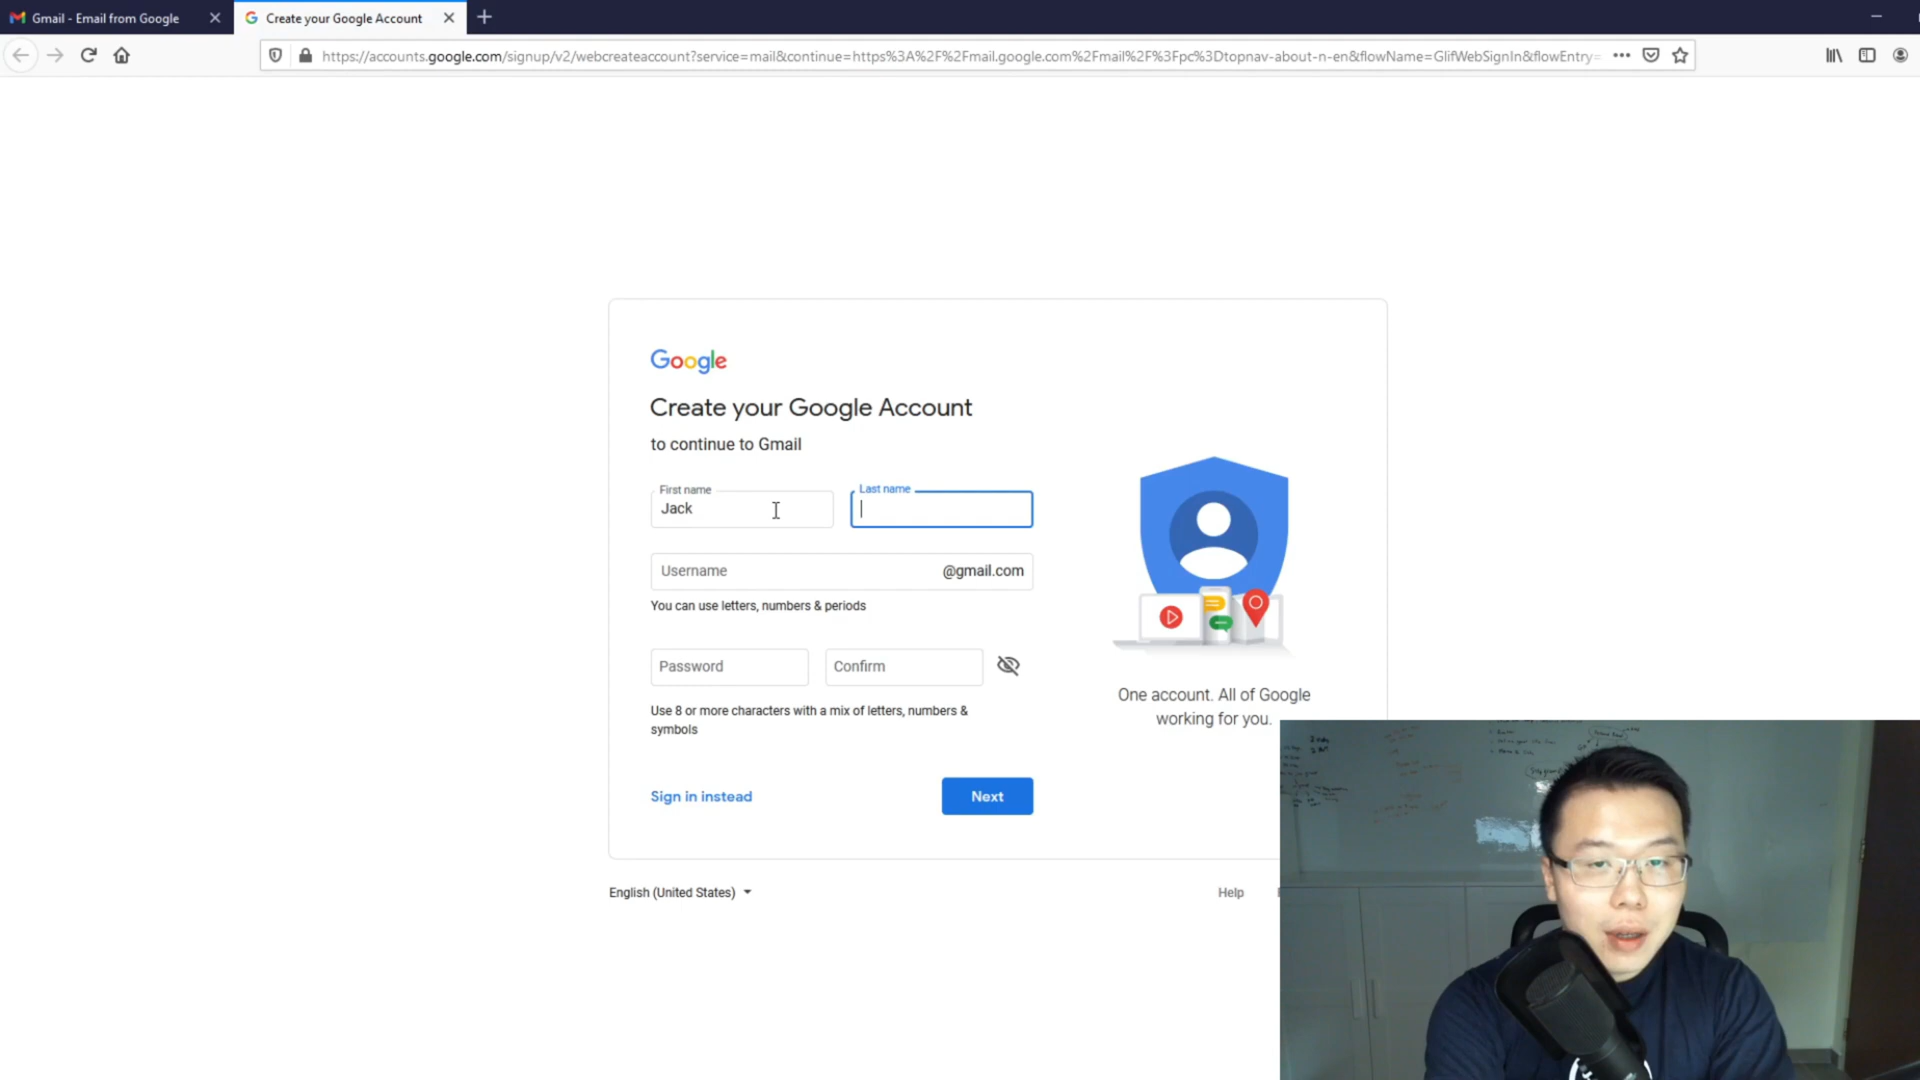 Gmail - Email from Google
Create your Google Account
https://accounts.google.com/signup/v2/webcreateaccount?service=mail&continue=https%3A%2F%2Fmail.google.com%2Fmail%2F%3Fpc%3Dtopnav-about-n-en&flowName=GlifWebSignIn&flowEntry=
Google
Create your Google Account
to continue to Gmail
First name
Last name
Jack
Username
@gmail.com
You can use letters, numbers & periods
Password
Confirm
Use 8 or more characters with a mix of letters, numbers &
symbols
One account. All of Google
working for you.
Sign in instead
Next
English (United States)
Help